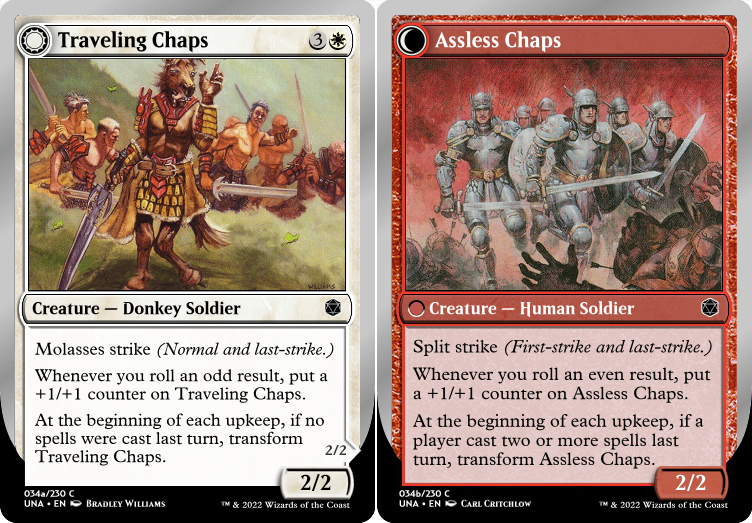 Traveling Chaps 3
Creature — Donkey Soldier
Molasses strike (Normal and last-strike.)
Whenever you roll an odd result, put a
+1/+1 counter on Traveling Chaps.
At the beginning of each upkeep, if no
spells were cast last turn, transform
Traveling Chaps.
2/2
2/2
034a/230 C
UNA • EN Bradley Williams
™ & 2022 Wizards of the Coast
WILLIAMS
Assless Chaps
Creature — Human Soldier
Split strike (First-strike and last-strike.)
Whenever you roll an even result, put
a +1/+1 counter on Assless Chaps.
At the beginning of each upkeep, if a
player cast two or more spells last
turn, transform Assless Chaps.
2/2
034b/230 C
UNA • EN Carl Critchlow
™ & 2022 Wizards of the Coast